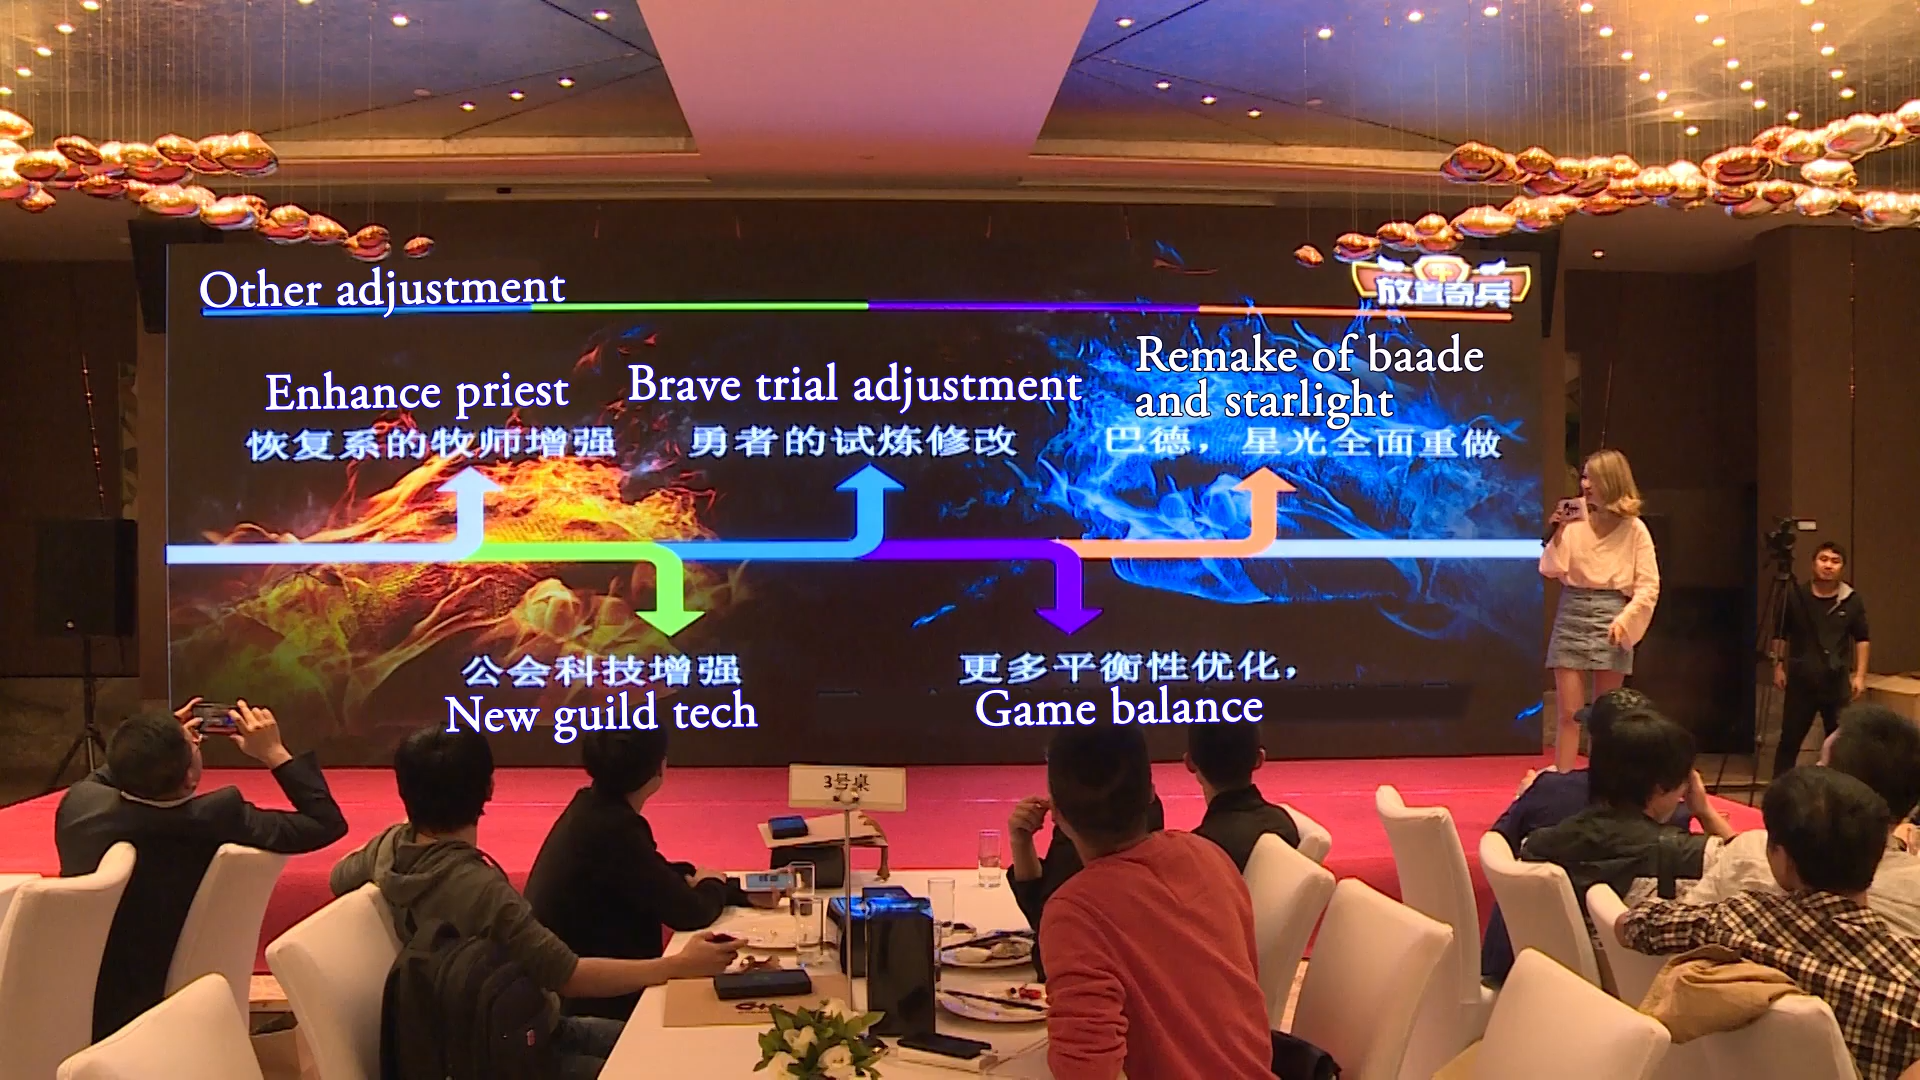 Other adjustment
放置奇兵
Enhance priest
Brave trial adjustment
Remake of baade
and starlight
恢复系的牧师增强
勇者的试炼修改
巴德，星光全面重做
公会科技增强
更多平衡性优化，
New guild tech
Game balance
3号桌